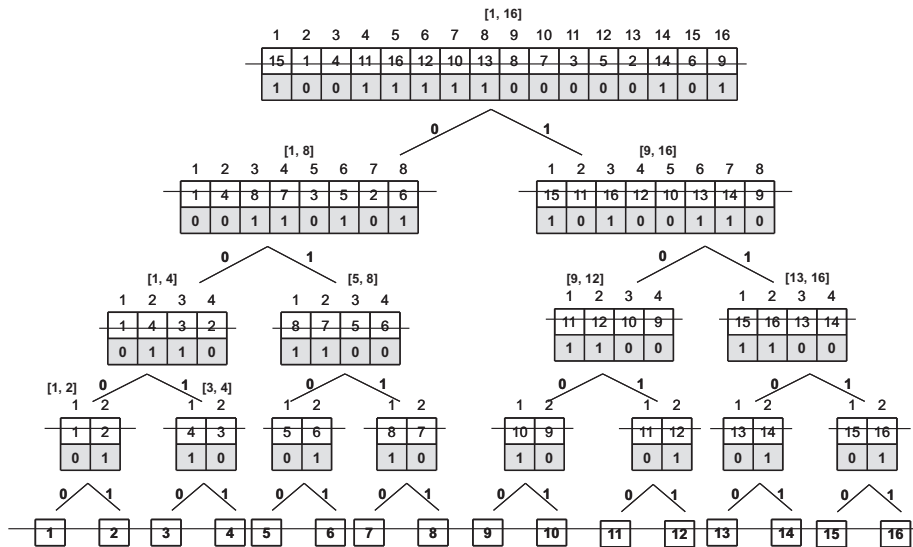 [1, 16]
1 2 3 4 5 6 7 8 9 10 11 12 13 14 15 16
15 1 4 11 16 12 10 13 8 7 3 5 2 14 6 9
1 0 0 1 1 1 1 1 0 0 0 0 0 1 0 1
0 1
[1, 8] [9, 16]
1 2 3 4 5 6 7 8 1 2 3 4 5 6 7 8
1 4 8 7 3 5 2 6 15 11 16 12 10 13 14 9
0 0 1 1 0 1 0 1 1 0 1 0 0 1 1 0
0 1 0 1
[1, 4] [5, 8] [9, 12] [13, 16]
1 2 3 4 1 2 3 4 1 2 3 4 1 2 3 4
1 4 3 2 8 7 5 6 11 12 10 9 15 16 13 14
0 1 1 0 1 1 0 0 1 1 0 0 1 1 0 0
[1, 2] 0 1 [3, 4] 0 1 0 1 0 1
1 2 1 2 1 2 1 2 1 2 1 2 1 2 1 2
1 2 4 3 5 6 8 7 10 9 11 12 13 14 15 16
0 1 1 0 0 1 1 0 1 0 0 1 0 1 0 1
0 1 0 1 0 1 0 1 0 1 0 1 0 1 0 1
1 2 3 4 5 6 7 8 9 10 11 12 13 14 15 16